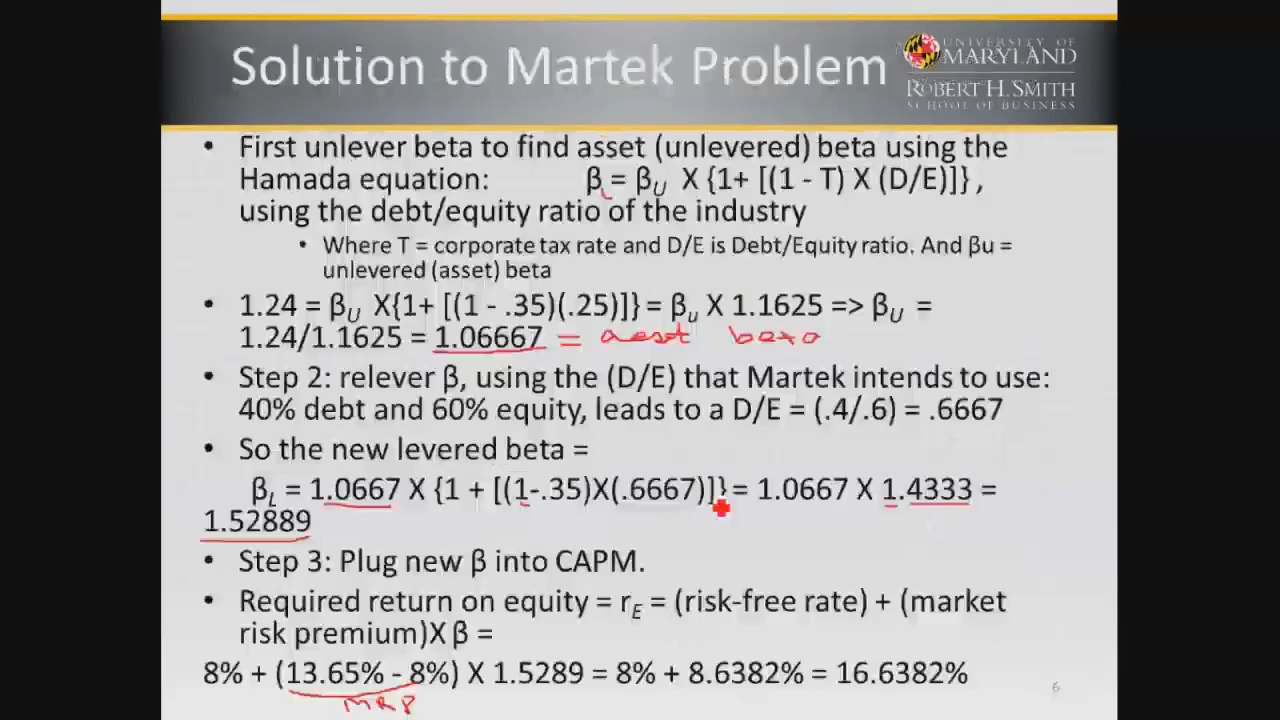 Solution to Martek Problem
UNIVERSITY OF
MARYLAND
ROBERT H. SMITH
SCHOOL OF BUSINESS
• First unlever beta to find asset (unlevered) beta using the
Hamada equation: β = βU X {1+ [(1 - T) X (D/E)]} ,
using the debt/equity ratio of the industry
• Where T = corporate tax rate and D/E is Debt/Equity ratio. And βu =
unlevered (asset) beta
• 1.24 = βU X{1+ [(1 - .35)(.25)]} = βu X 1.1625 => βU =
1.24/1.1625 = 1.06667 = asset beta
• Step 2: relever β, using the (D/E) that Martek intends to use:
40% debt and 60% equity, leads to a D/E = (.4/.6) = .6667
• So the new levered beta =
βL = 1.0667 X {1 + [(1-.35)X(.6667)]} = 1.0667 X 1.4333 =
1.52889
• Step 3: Plug new β into CAPM.
• Required return on equity = rE = (risk-free rate) + (market
risk premium)X β =
8% + (13.65% - 8%) X 1.5289 = 8% + 8.6382% = 16.6382%
MRP
6